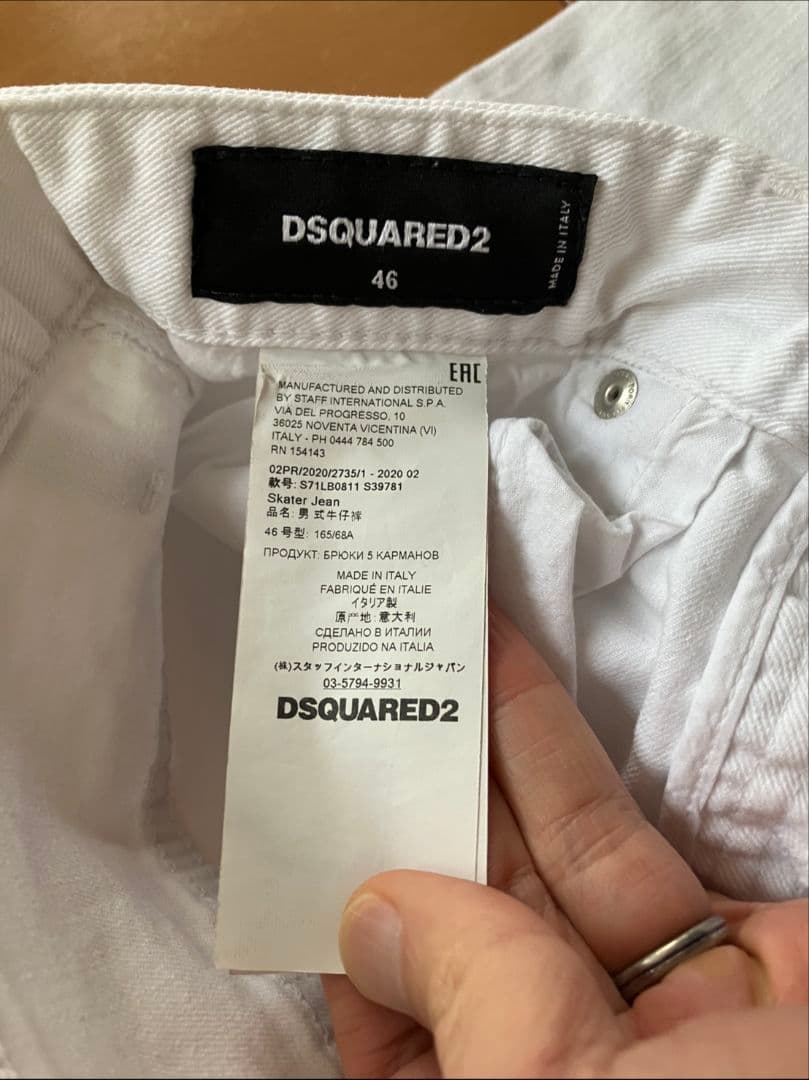 DSQUARED2
46
MADE IN ITALY
EAC
MANUFACTURED AND DISTRIBUTED
BY STAFF INTERNATIONAL S.P.A.
VIA DEL PROGRESSO, 10
36025 NOVENTA VICENTINA (VI)
ITALY - PH 0444 784 500
RN 154143
02PR/2020/2735/1 - 2020 02
款号: S71LB0811 S39781
Skater Jean
品名: 男 式牛仔裤
46 号型: 165/68A
ПРОДУКТ: БРЮКИ 5 КАРМАНОВ
MADE IN ITALY
FABRIQUÉ EN ITALIE
イタリア製
原产地: 意大利
СДЕЛАНО В ИТАЛИИ
PRODUZIDO NA ITALIA
(株)スタッフインターナショナルジャパン
03-5794-9931
DSQUARED2